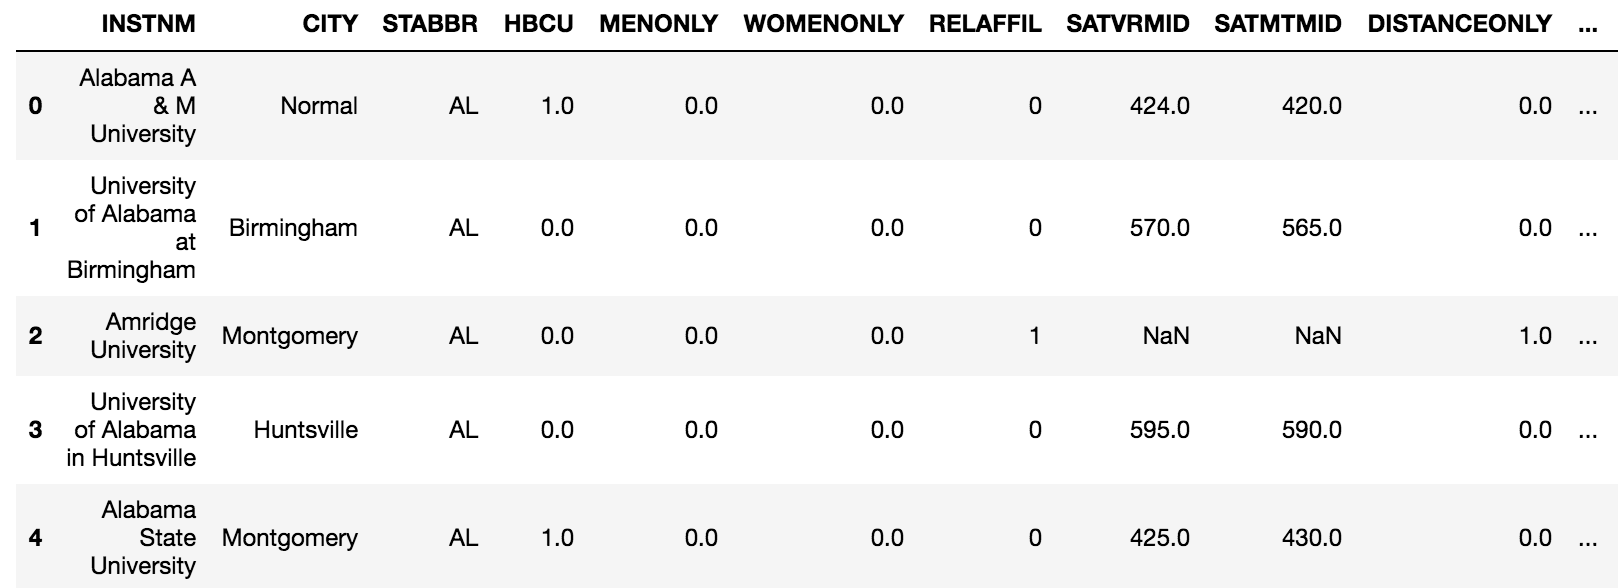 INSTNM CITY STABBR HBCU MENONLY WOMENONLY RELAFFIL SATVRMID SATMTMID DISTANCEONLY ...
Alabama A
0 & M Normal AL 1.0 0.0 0.0 0 424.0 420.0 0.0 ...
University
University
of Alabama
1 at Birmingham AL 0.0 0.0 0.0 0 570.0 565.0 0.0 ...
Birmingham
Amridge
2 University Montgomery AL 0.0 0.0 0.0 1 NaN NaN 1.0 ...
University
3 of Alabama Huntsville AL 0.0 0.0 0.0 0 595.0 590.0 0.0 ...
in Huntsville
Alabama
4 State Montgomery AL 1.0 0.0 0.0 0 425.0 430.0 0.0 ...
University